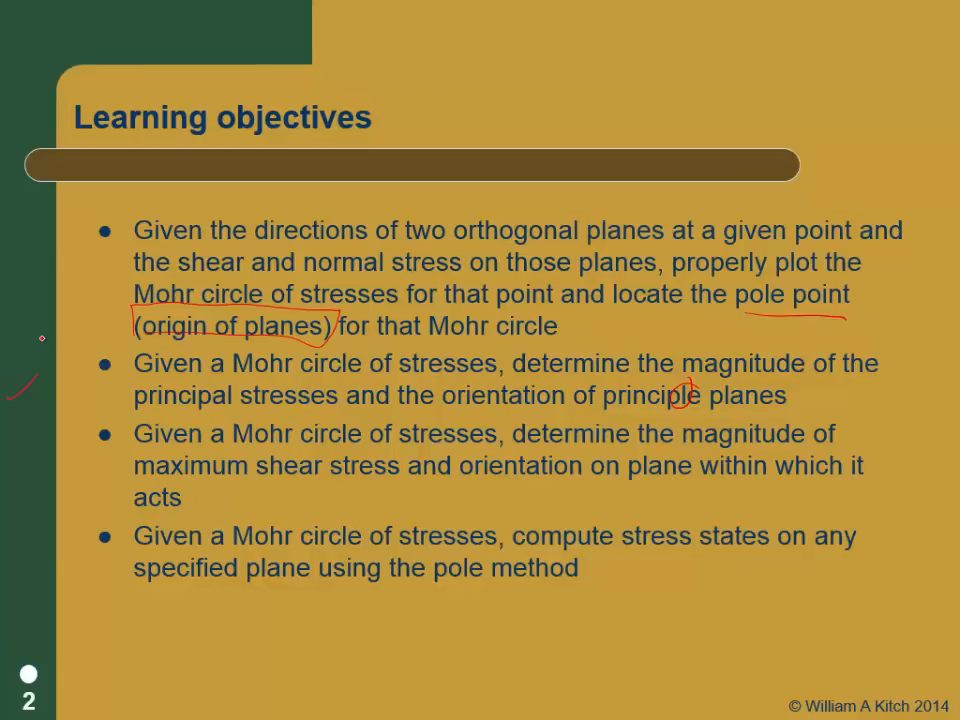 Learning objectives
● Given the directions of two orthogonal planes at a given point and
the shear and normal stress on those planes, properly plot the
Mohr circle of stresses for that point and locate the pole point
(origin of planes) for that Mohr circle
● Given a Mohr circle of stresses, determine the magnitude of the
principal stresses and the orientation of principle planes
● Given a Mohr circle of stresses, determine the magnitude of
maximum shear stress and orientation on plane within which it
acts
● Given a Mohr circle of stresses, compute stress states on any
specified plane using the pole method
2
© William A Kitch 2014